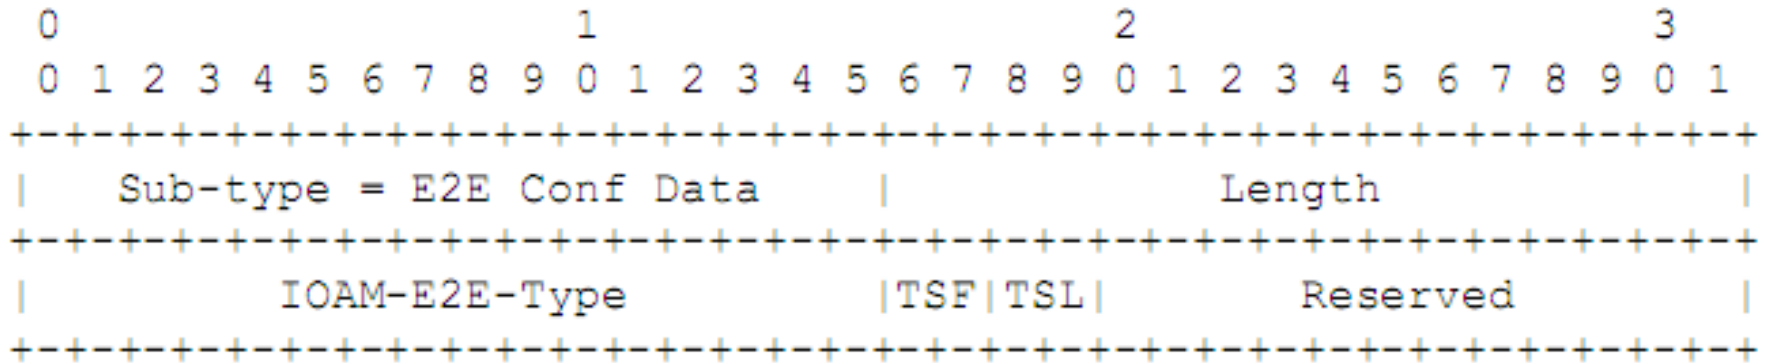 0                   1                   2                   3
 0 1 2 3 4 5 6 7 8 9 0 1 2 3 4 5 6 7 8 9 0 1 2 3 4 5 6 7 8 9 0 1
+-+-+-+-+-+-+-+-+-+-+-+-+-+-+-+-+-+-+-+-+-+-+-+-+-+-+-+-+-+-+-+-+
|   Sub-type = E2E Conf Data    |            Length             |
+-+-+-+-+-+-+-+-+-+-+-+-+-+-+-+-+-+-+-+-+-+-+-+-+-+-+-+-+-+-+-+-+
|         IOAM-E2E-Type         |TSF|TSL|       Reserved        |
+-+-+-+-+-+-+-+-+-+-+-+-+-+-+-+-+-+-+-+-+-+-+-+-+-+-+-+-+-+-+-+-+